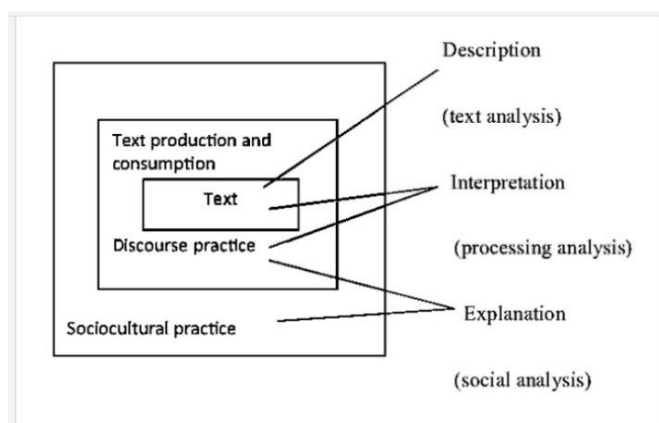 Description
(text analysis)
Text production and
consumption
Text
Interpretation
Discourse practice
(processing analysis)
Explanation
Sociocultural practice
(social analysis)